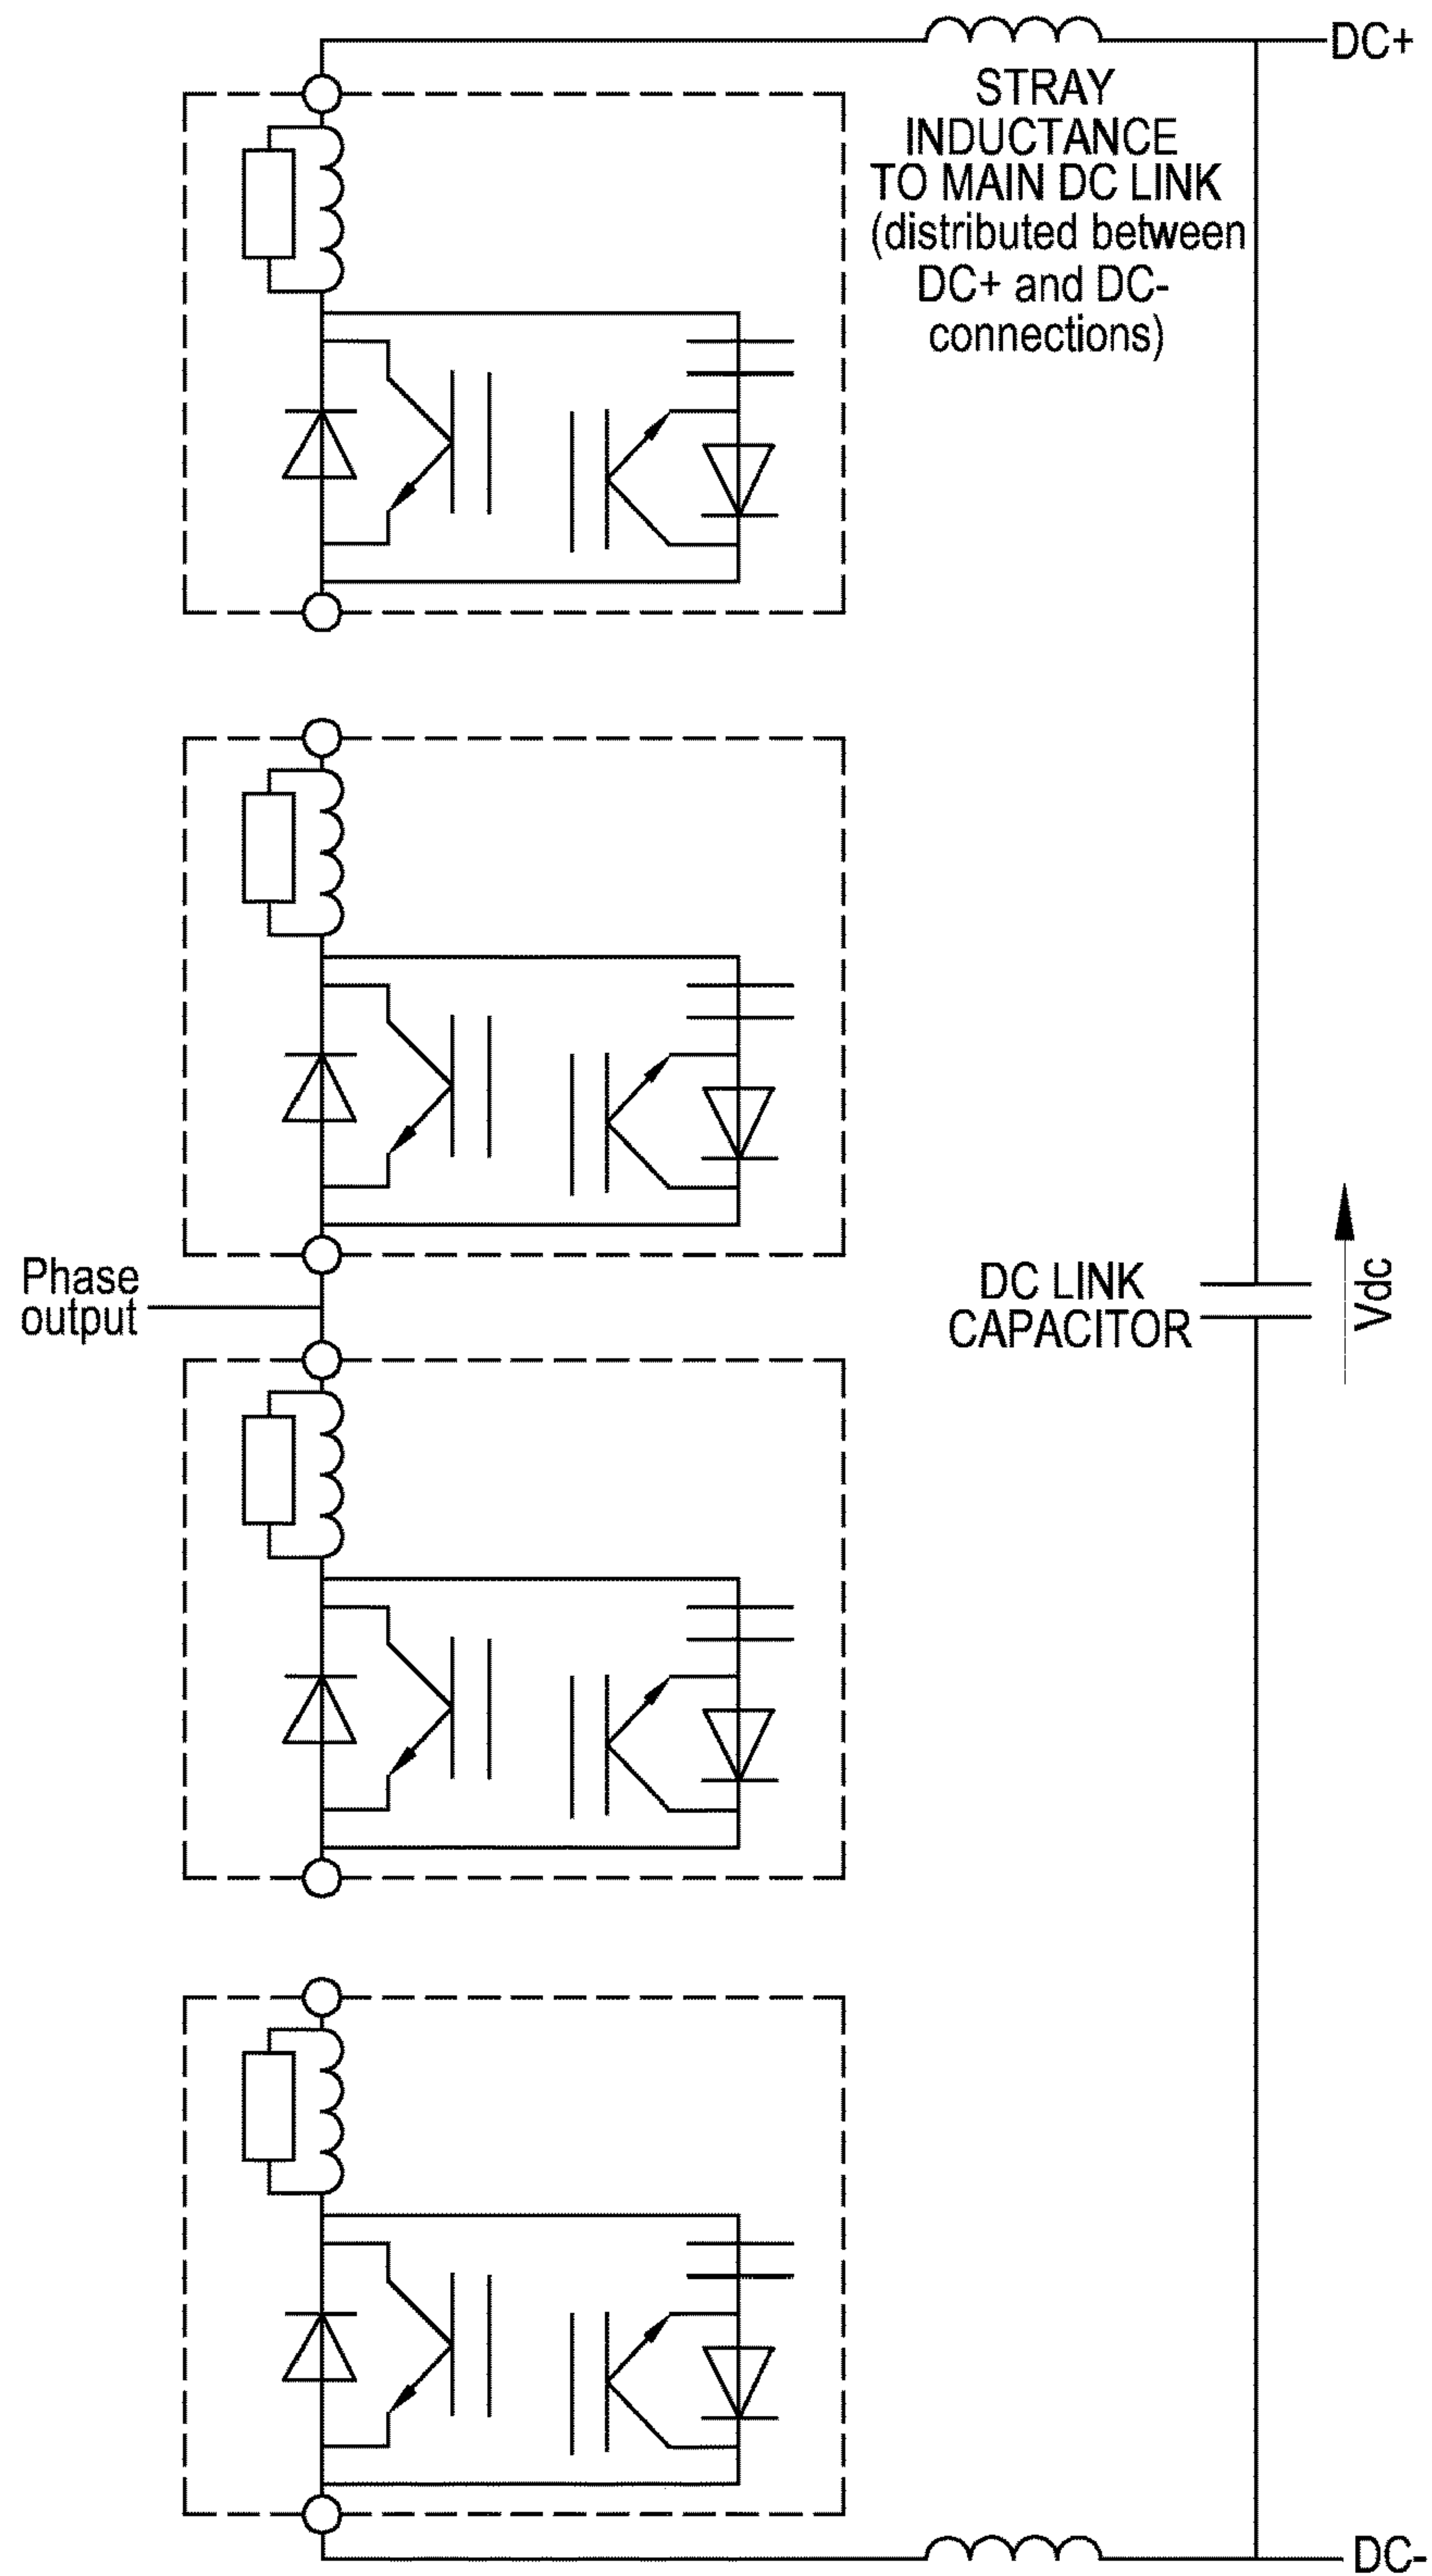 DC+
STRAY
INDUCTANCE
TO MAIN DC LINK
(distributed between
DC+ and DC-
connections)
Phase
output
DC LINK
CAPACITOR
Vdc
DC-